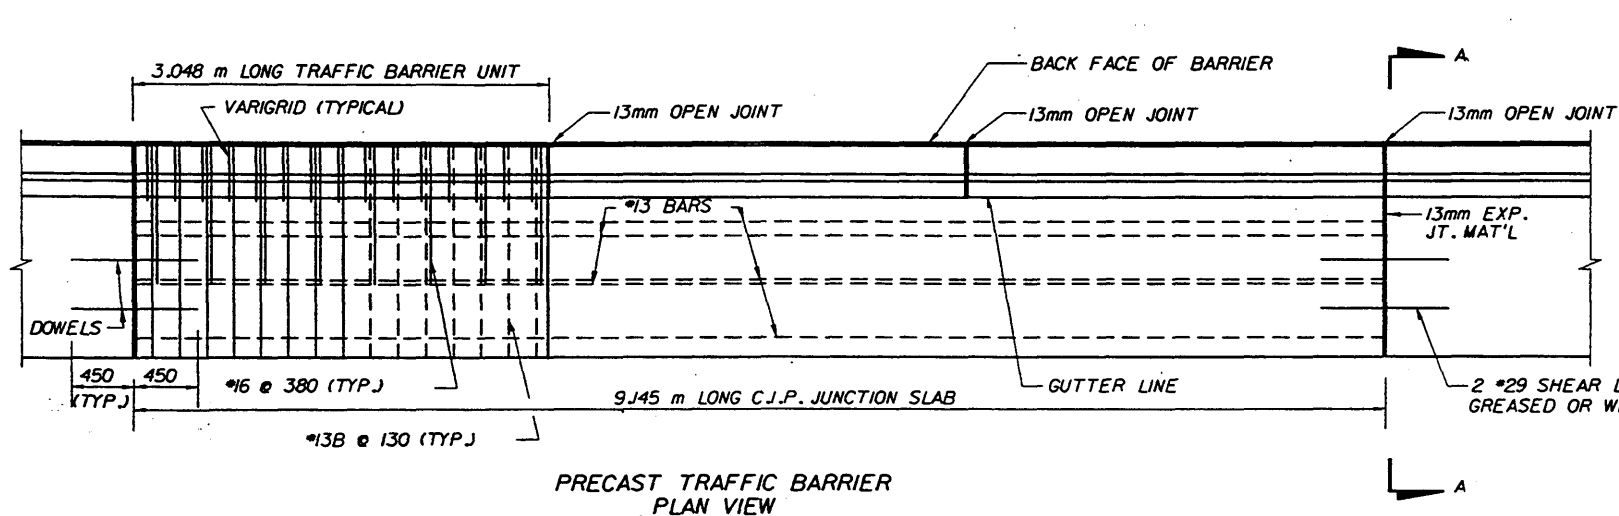 A
3.048 m LONG TRAFFIC BARRIER UNIT
BACK FACE OF BARRIER
VARIGRID (TYPICAL)
13mm OPEN JOINT
13mm OPEN JOINT
13mm OPEN JOINT
#13 BARS
13mm EXP.
JT. MAT'L
DOWELS
450
450
(TYP.)
#16 @ 380 (TYP.)
GUTTER LINE
2 #29 SHEAR
GREASED OR
9.145 m LONG C.I.P. JUNCTION SLAB
#13B @ 130 (TYP.)
A
PRECAST TRAFFIC BARRIER
PLAN VIEW